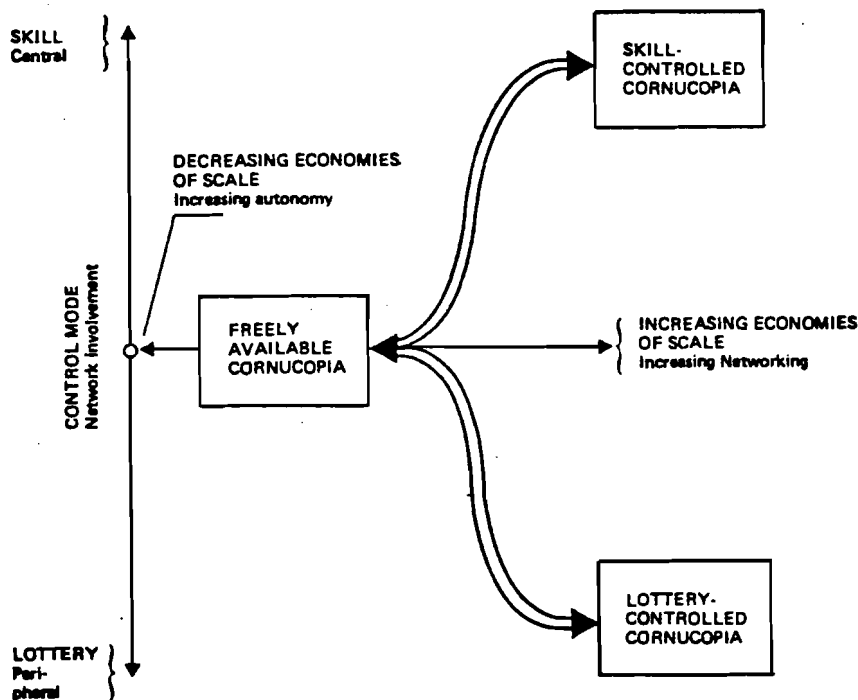 SKILL
Central
SKILL-
CONTROLLED
CORNUCOPIA
DECREASING ECONOMIES
OF SCALE
Increasing autonomy
CONTROL MODE
Network Involvement
FREELY
AVAILABLE
CORNUCOPIA
INCREASING ECONOMIES
OF SCALE
Increasing Networking
LOTTERY-
CONTROLLED
CORNUCOPIA
LOTTERY
Peri-
pheral